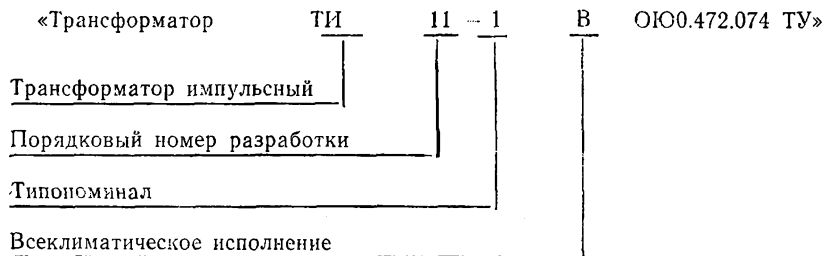 «Трансформатор ТИ 11 – 1 В ОЮ0.472.074 ТУ»
Трансформатор импульсный
Порядковый номер разработки
Типономинал
Всеклиматическое исполнение